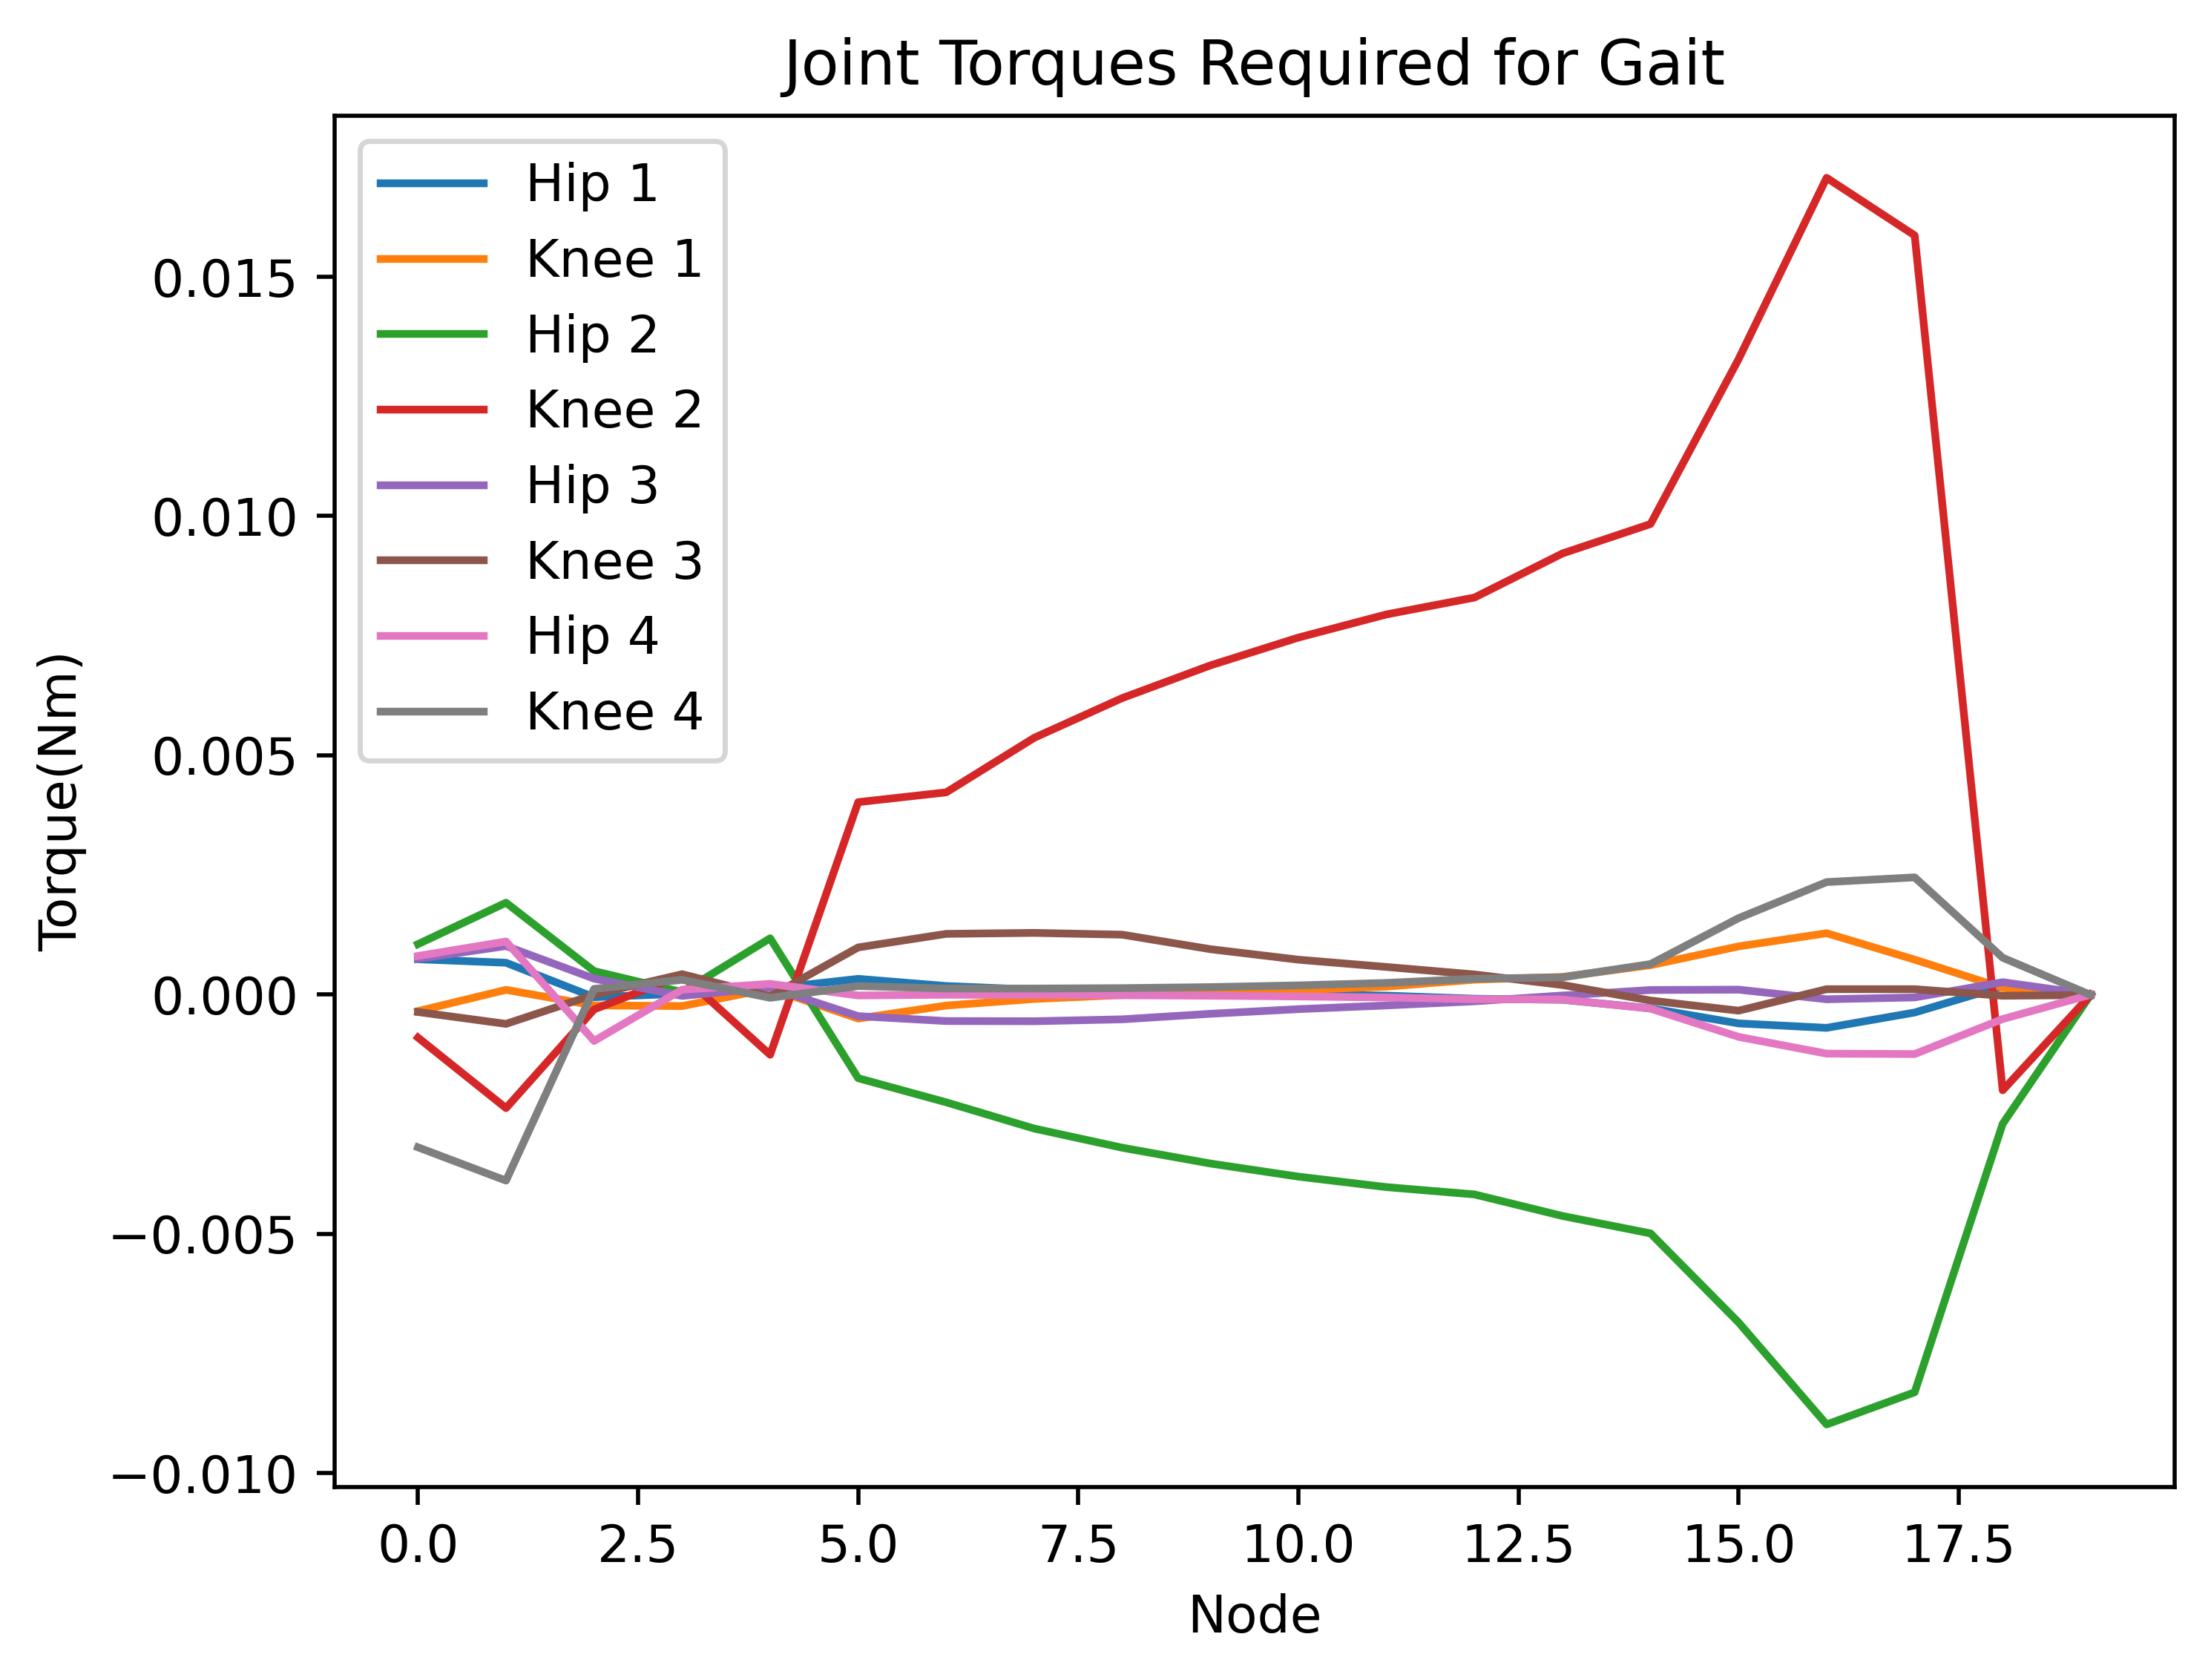 Joint Torques Required for Gait
Hip 1
Knee 1
Hip 2
Knee 2
Hip 3
Knee 3
Hip 4
Knee 4
Torque(Nm)
0.015
0.010
0.005
0.000
−0.005
−0.010
0.0 2.5 5.0 7.5 10.0 12.5 15.0 17.5
Node